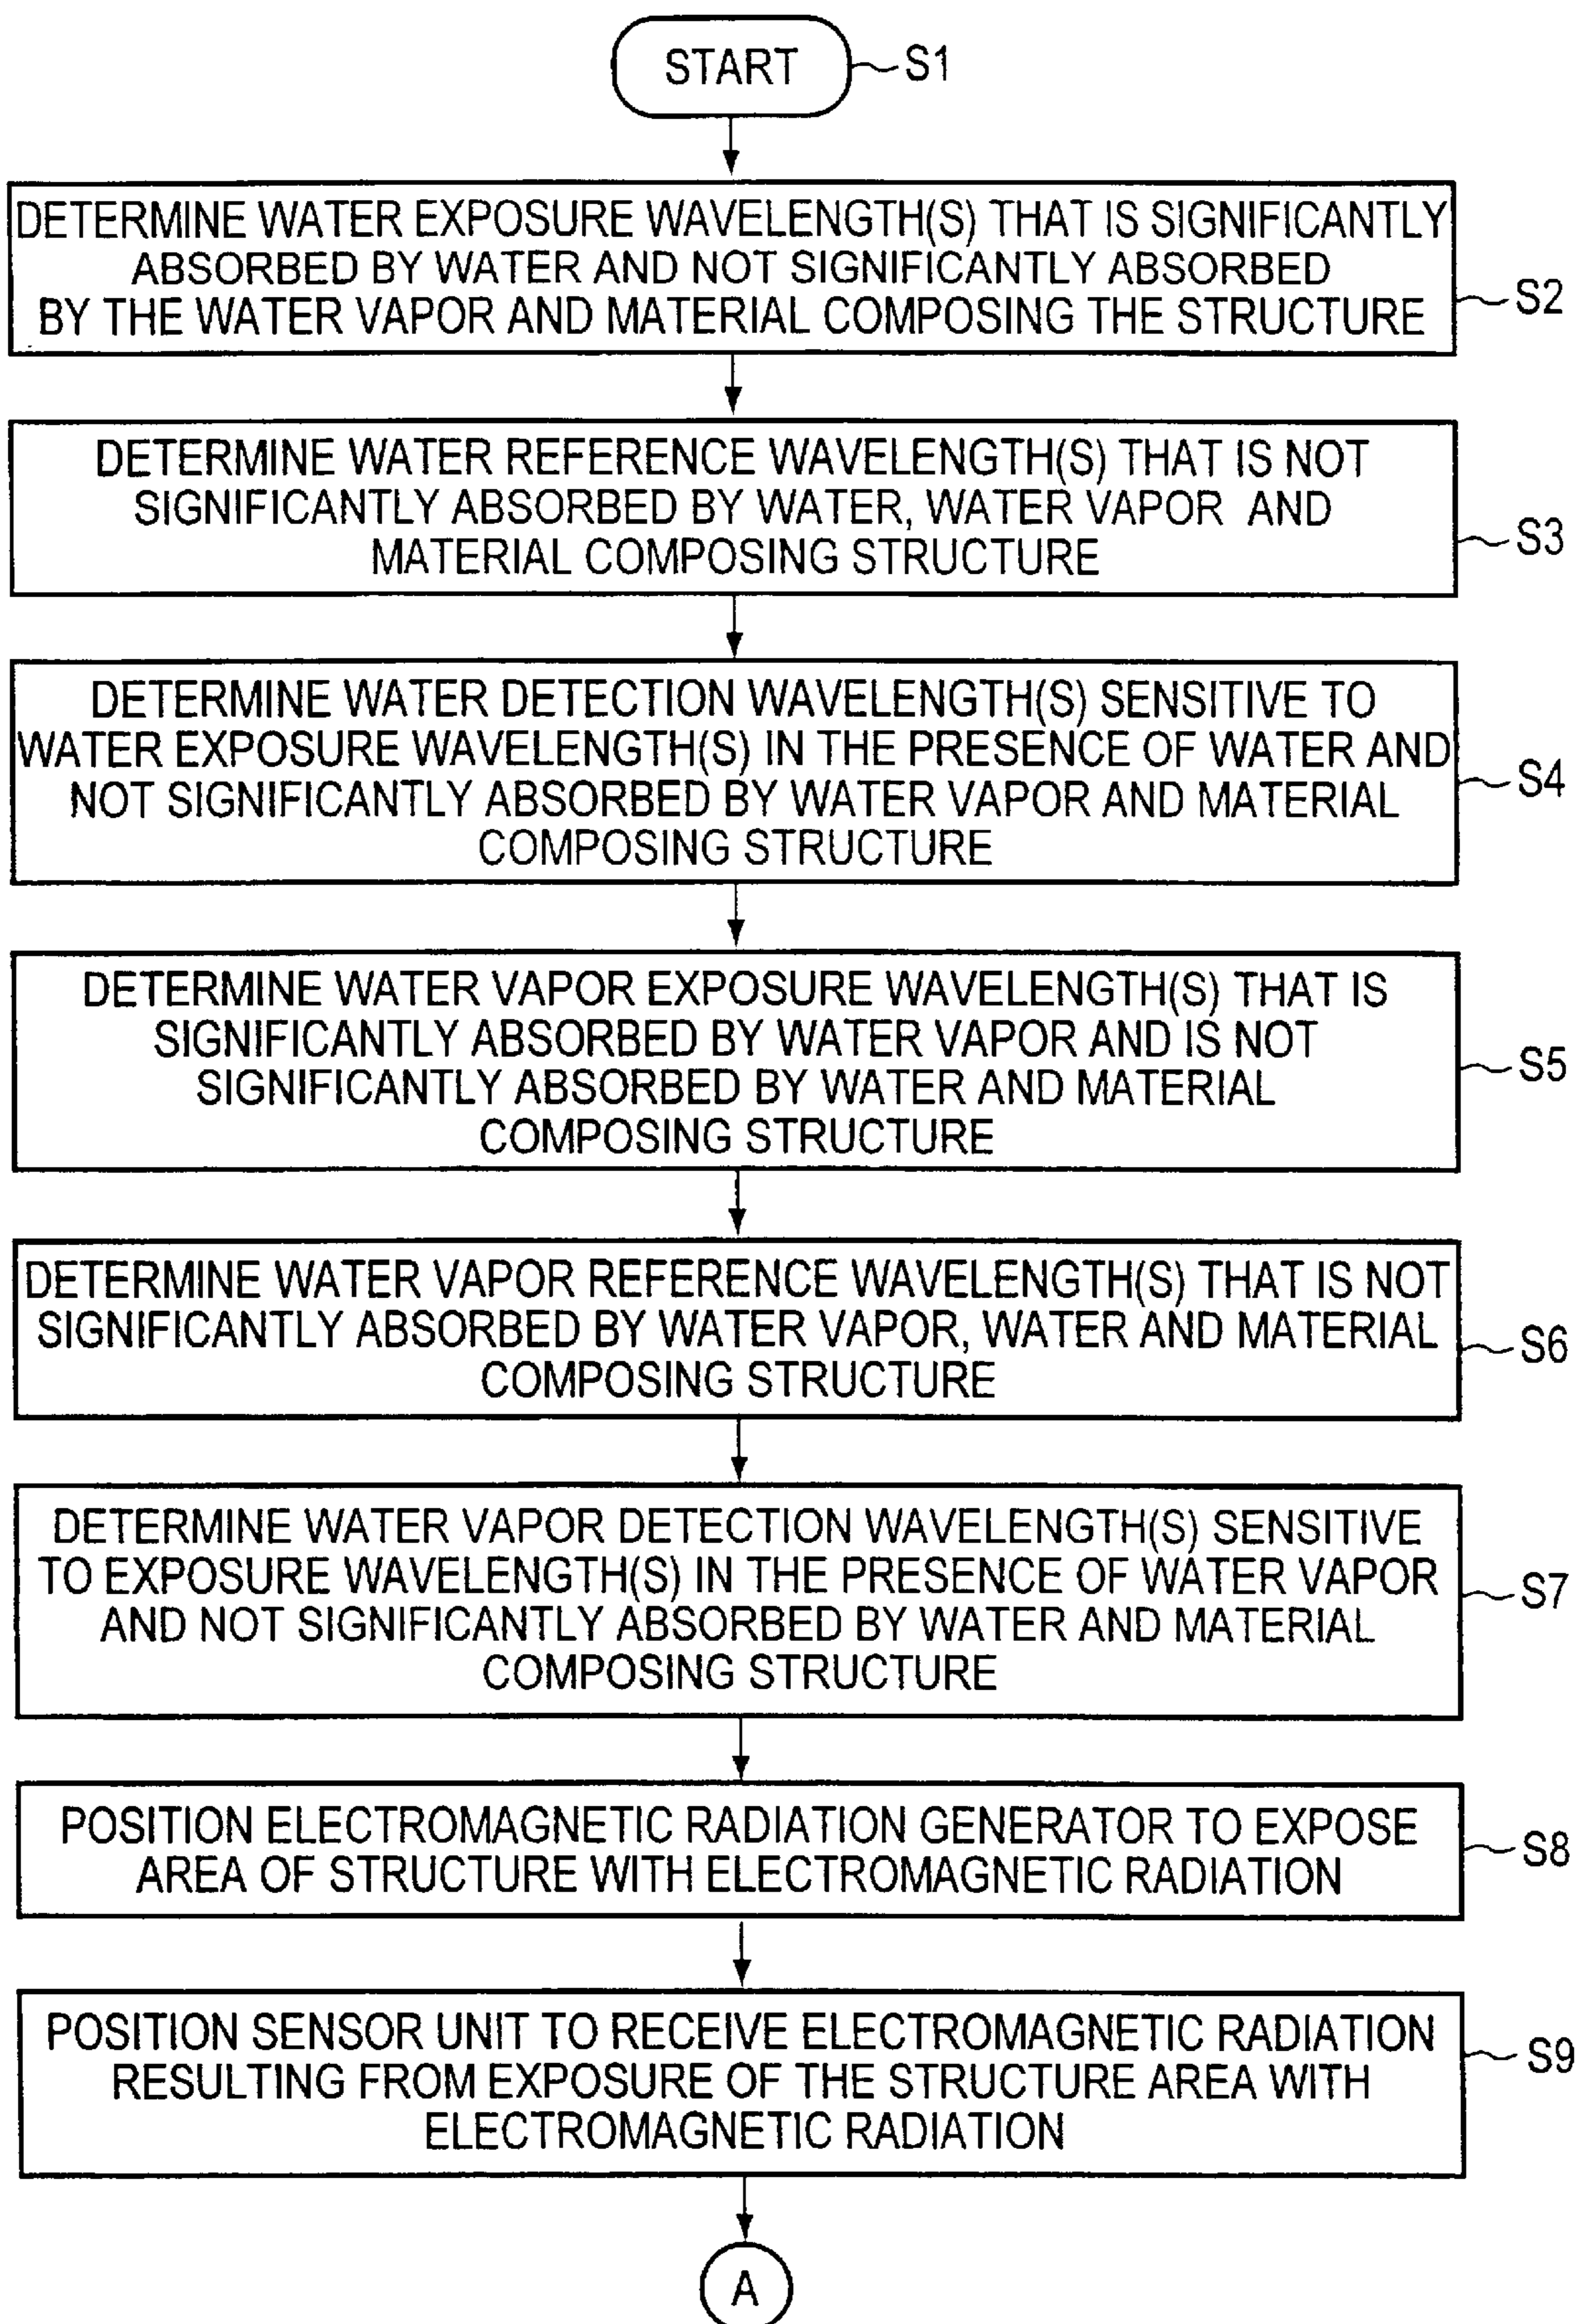 START
S1
DETERMINE WATER EXPOSURE WAVELENGTH(S) THAT IS SIGNIFICANTLY
ABSORBED BY WATER AND NOT SIGNIFICANTLY ABSORBED
BY THE WATER VAPOR AND MATERIAL COMPOSING THE STRUCTURE
S2
DETERMINE WATER REFERENCE WAVELENGTH(S) THAT IS NOT
SIGNIFICANTLY ABSORBED BY WATER, WATER VAPOR AND
MATERIAL COMPOSING STRUCTURE
S3
DETERMINE WATER DETECTION WAVELENGTH(S) SENSITIVE TO
WATER EXPOSURE WAVELENGTH(S) IN THE PRESENCE OF WATER AND
NOT SIGNIFICANTLY ABSORBED BY WATER VAPOR AND MATERIAL
COMPOSING STRUCTURE
S4
DETERMINE WATER VAPOR EXPOSURE WAVELENGTH(S) THAT IS
SIGNIFICANTLY ABSORBED BY WATER VAPOR AND IS NOT
SIGNIFICANTLY ABSORBED BY WATER AND MATERIAL
COMPOSING STRUCTURE
S5
DETERMINE WATER VAPOR REFERENCE WAVELENGTH(S) THAT IS NOT
SIGNIFICANTLY ABSORBED BY WATER VAPOR, WATER AND MATERIAL
COMPOSING STRUCTURE
S6
DETERMINE WATER VAPOR DETECTION WAVELENGTH(S) SENSITIVE
TO EXPOSURE WAVELENGTH(S) IN THE PRESENCE OF WATER VAPOR
AND NOT SIGNIFICANTLY ABSORBED BY WATER AND MATERIAL
COMPOSING STRUCTURE
S7
POSITION ELECTROMAGNETIC RADIATION GENERATOR TO EXPOSE
AREA OF STRUCTURE WITH ELECTROMAGNETIC RADIATION
S8
POSITION SENSOR UNIT TO RECEIVE ELECTROMAGNETIC RADIATION
RESULTING FROM EXPOSURE OF THE STRUCTURE AREA WITH
ELECTROMAGNETIC RADIATION
S9
A